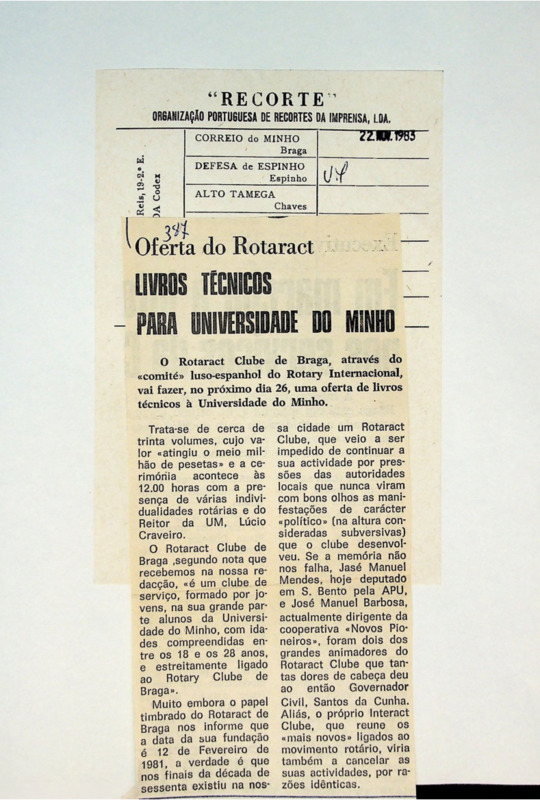 “RECORTE”
ORGANIZAÇÃO PORTUGUESA DE RECORTES DA IMPRENSA, LDA.
22 NOV. 1983
CORREIO do MINHO
Braga
DEFESA de ESPINHO
Espinho
ALTO TAMEGA
Chaves
Reis, 19-2.º E.
DA Codex
387
Oferta do Rotaract
LIVROS TÉCNICOS
PARA UNIVERSIDADE DO MINHO
O Rotaract Clube de Braga, através do
«comité» luso-espanhol do Rotary Internacional,
vai fazer, no próximo dia 26, uma oferta de livros
técnicos à Universidade do Minho.
Trata-se de cerca de
trinta volumes, cujo va-
lor «atingiu o meio mi-
lhão de pesetas» e a ce-
rimónia acontece às
12.00 horas com a pre-
sença de várias indivi-
dualidades rotárias e do
Reitor da UM, Lúcio
Craveiro.
O Rotaract Clube de
Braga ,segundo nota que
recebemos na nossa re-
dacção, «é um clube de
serviço, formado por jo-
vens, na sua grande par-
te alunos da Universi-
dade do Minho, com ida-
des compreendidas en-
tre os 18 e os 28 anos,
e estreitamente ligado
ao Rotary Clube de
Braga».
Muito embora o papel
timbrado do Rotaract de
Braga nos informe que
a data da sua fundação
é 12 de Fevereiro de
1981, a verdade é que
nos finais da década de
sessenta existiu na nos-
sa cidade um Rotaract
Clube, que veio a ser
impedido de continuar a
sua actividade por pres-
sões das autoridades
locais que nunca viram
com bons olhos as mani-
festações de carácter
«político» (na altura con-
sideradas subversivas)
que o clube desenvol-
veu. Se a memória não
nos falha, Jasé Manuel
Mendes, hoje deputado
em S. Bento pela APU,
e José Manuel Barbosa,
actualmente dirigente da
cooperativa «Novos Pio-
neiros», foram dois dos
grandes animadores do
Rotaract Clube que tan-
tas dores de cabeça deu
ao então Governador
Civil, Santos da Cunha.
Aliás, o próprio Interact
Clube, que reune os
«mais novos» ligados ao
movimento rotário, viria
também a cancelar as
suas actividades, por ra-
zões idênticas.